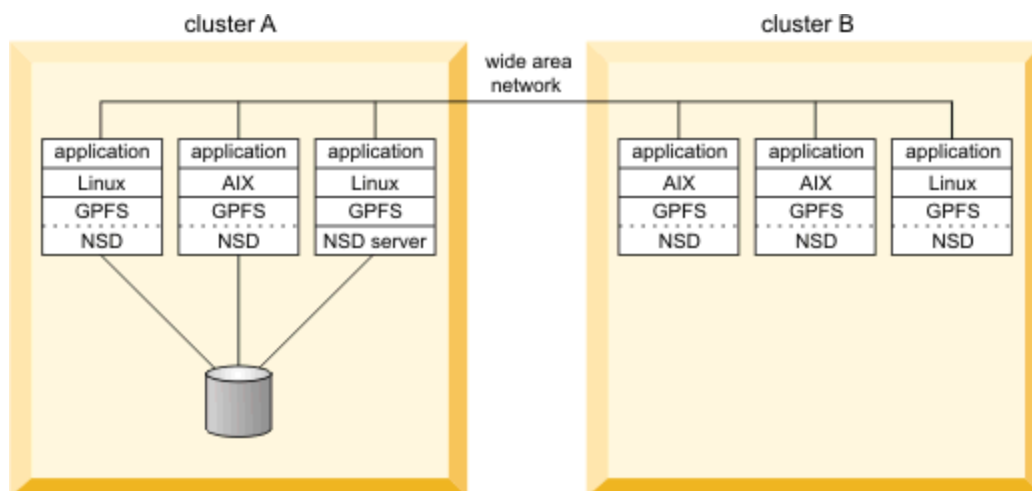 cluster A
cluster B
wide area
network
application
Linux
GPFS
NSD
application
AIX
GPFS
NSD
application
Linux
GPFS
NSD server
application
AIX
GPFS
NSD
application
AIX
GPFS
NSD
application
Linux
GPFS
NSD